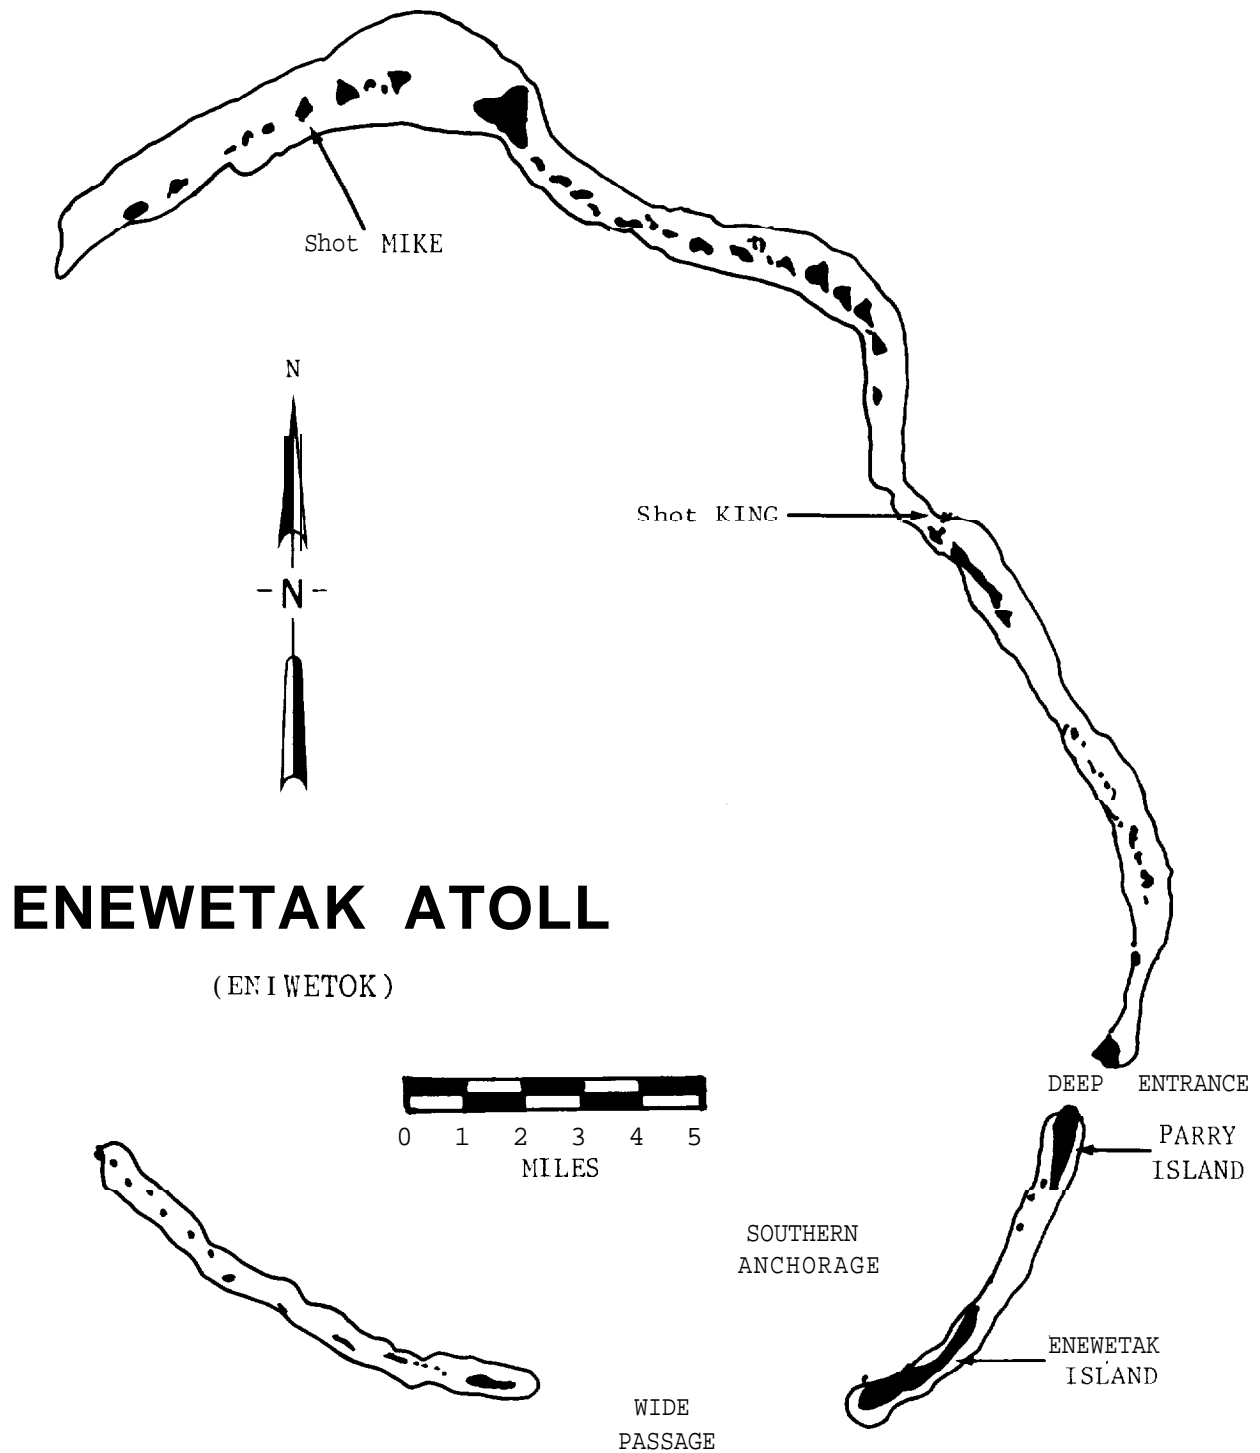 Shot MIKE
N
Shot KING
-N-
ENEWETAK ATOLL
(ENIWETOK)
DEEP ENTRANCE
0 1 2 3 4 5
MILES
PARRY
ISLAND
SOUTHERN
ANCHORAGE
ENEWETAK
ISLAND
WIDE
PASSAGE